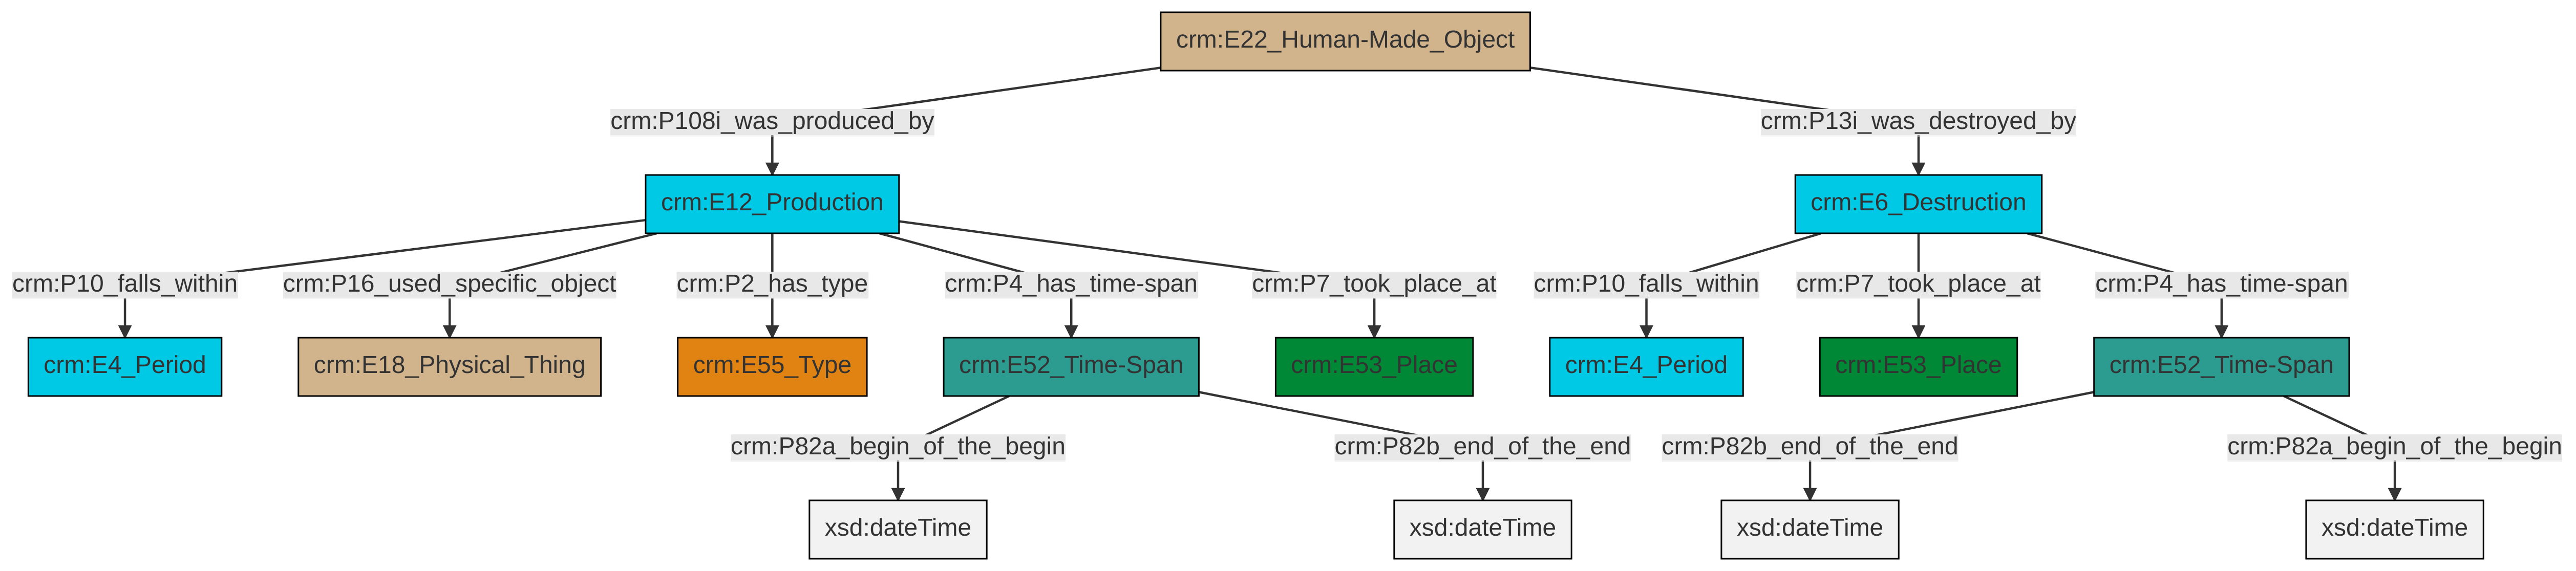 crm:E22_Human-Made_Object
crm:P108i_was_produced_by
crm:P13i_was_destroyed_by
crm:E12_Production
crm:E6_Destruction
crm:P10_falls_within
crm:P16_used_specific_object
crm:P2_has_type
crm:P4_has_time-span
crm:P7_took_place_at
crm:P10_falls_within
crm:P7_took_place_at
crm:P4_has_time-span
crm:E4_Period
crm:E18_Physical_Thing
crm:E55_Type
crm:E52_Time-Span
crm:E53_Place
crm:E4_Period
crm:E53_Place
crm:E52_Time-Span
crm:P82a_begin_of_the_begin
crm:P82b_end_of_the_end
crm:P82b_end_of_the_end
crm:P82a_begin_of_the_begin
xsd:dateTime
xsd:dateTime
xsd:dateTime
xsd:dateTime